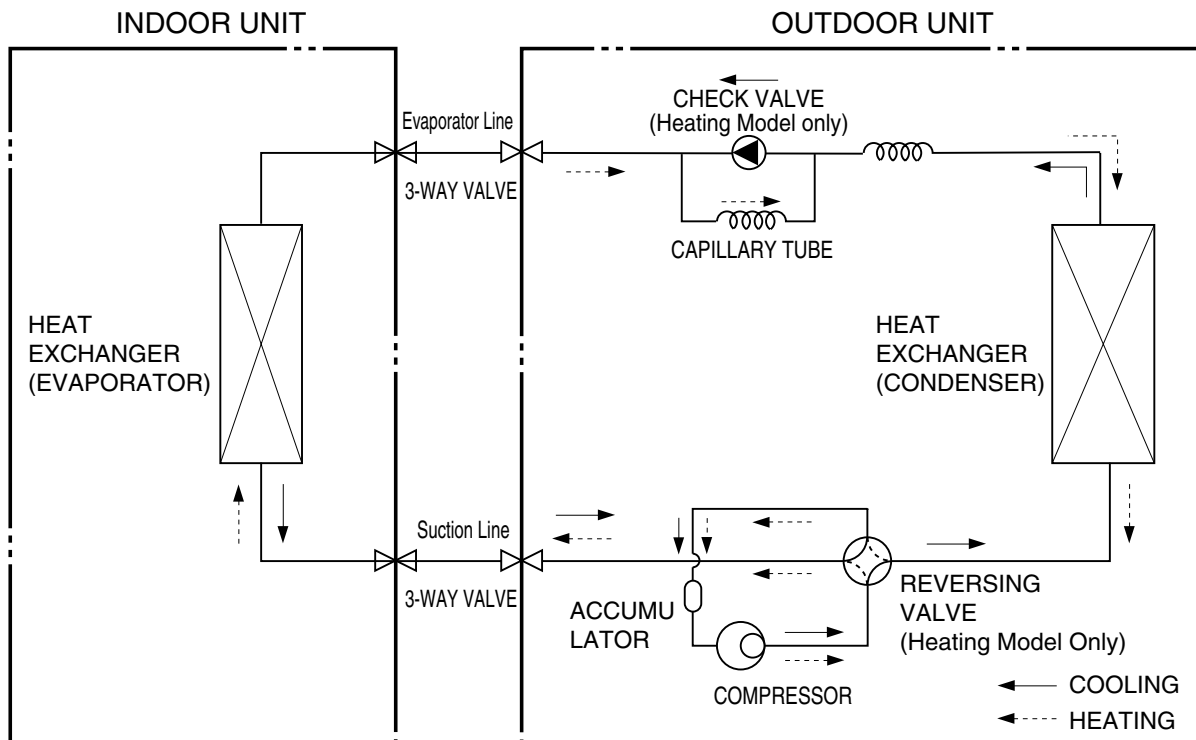 INDOOR UNIT
OUTDOOR UNIT
Evaporator Line
3-WAY VALVE
CHECK VALVE
(Heating Model only)
CAPILLARY TUBE
HEAT
EXCHANGER
(EVAPORATOR)
HEAT
EXCHANGER
(CONDENSER)
Suction Line
3-WAY VALVE
ACCUMU
LATOR
COMPRESSOR
REVERSING
VALVE
(Heating Model Only)
COOLING
HEATING